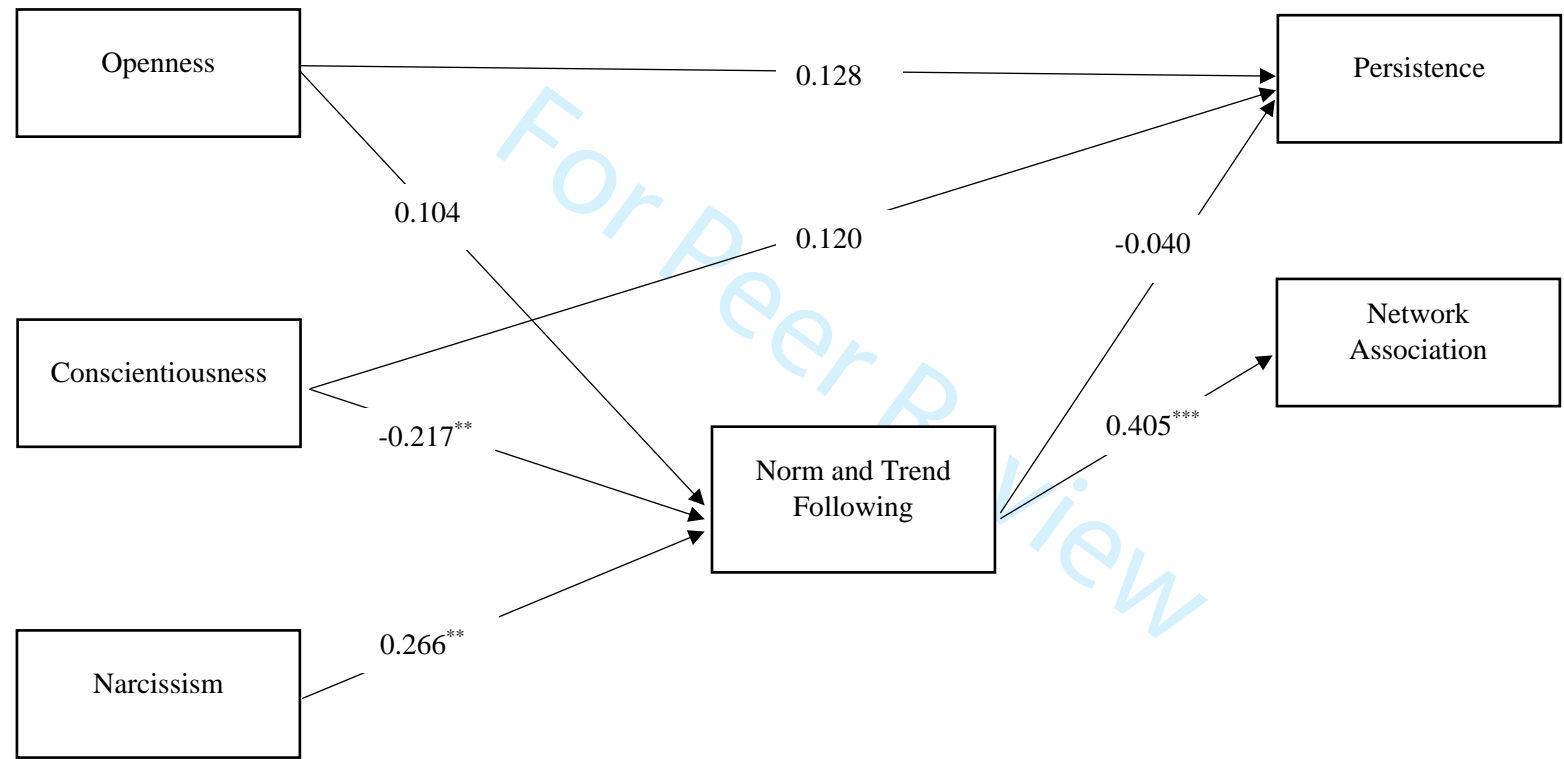 Openness
Persistence
0.128
0.104
0.120
-0.040
Network
Association
Conscientiousness
-0.217**
0.405***
Norm and Trend
Following
0.266**
Narcissism
For Peer Review